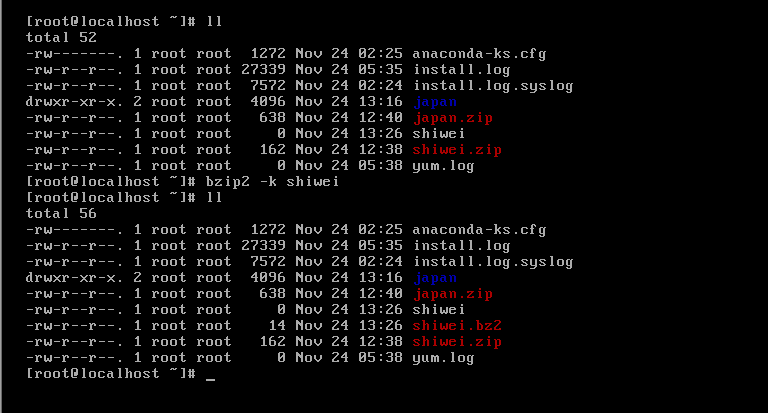 [root@localhost ~]# ll
total 52
-rw-------. 1 root root  1272 Nov 24 02:25 anaconda-ks.cfg
-rw-r--r--. 1 root root 27339 Nov 24 05:35 install.log
-rw-r--r--. 1 root root  7572 Nov 24 02:24 install.log.syslog
drwxr-xr-x. 2 root root  4096 Nov 24 13:16 japan
-rw-r--r--. 1 root root   638 Nov 24 12:40 japan.zip
-rw-r--r--. 1 root root     0 Nov 24 13:26 shiwei
-rw-r--r--. 1 root root   162 Nov 24 12:38 shiwei.zip
-rw-r--r--. 1 root root     0 Nov 24 05:38 yum.log
[root@localhost ~]# bzip2 -k shiwei
[root@localhost ~]# ll
total 56
-rw-------. 1 root root  1272 Nov 24 02:25 anaconda-ks.cfg
-rw-r--r--. 1 root root 27339 Nov 24 05:35 install.log
-rw-r--r--. 1 root root  7572 Nov 24 02:24 install.log.syslog
drwxr-xr-x. 2 root root  4096 Nov 24 13:16 japan
-rw-r--r--. 1 root root   638 Nov 24 12:40 japan.zip
-rw-r--r--. 1 root root     0 Nov 24 13:26 shiwei
-rw-r--r--. 1 root root    14 Nov 24 13:26 shiwei.bz2
-rw-r--r--. 1 root root   162 Nov 24 12:38 shiwei.zip
-rw-r--r--. 1 root root     0 Nov 24 05:38 yum.log
[root@localhost ~]# _